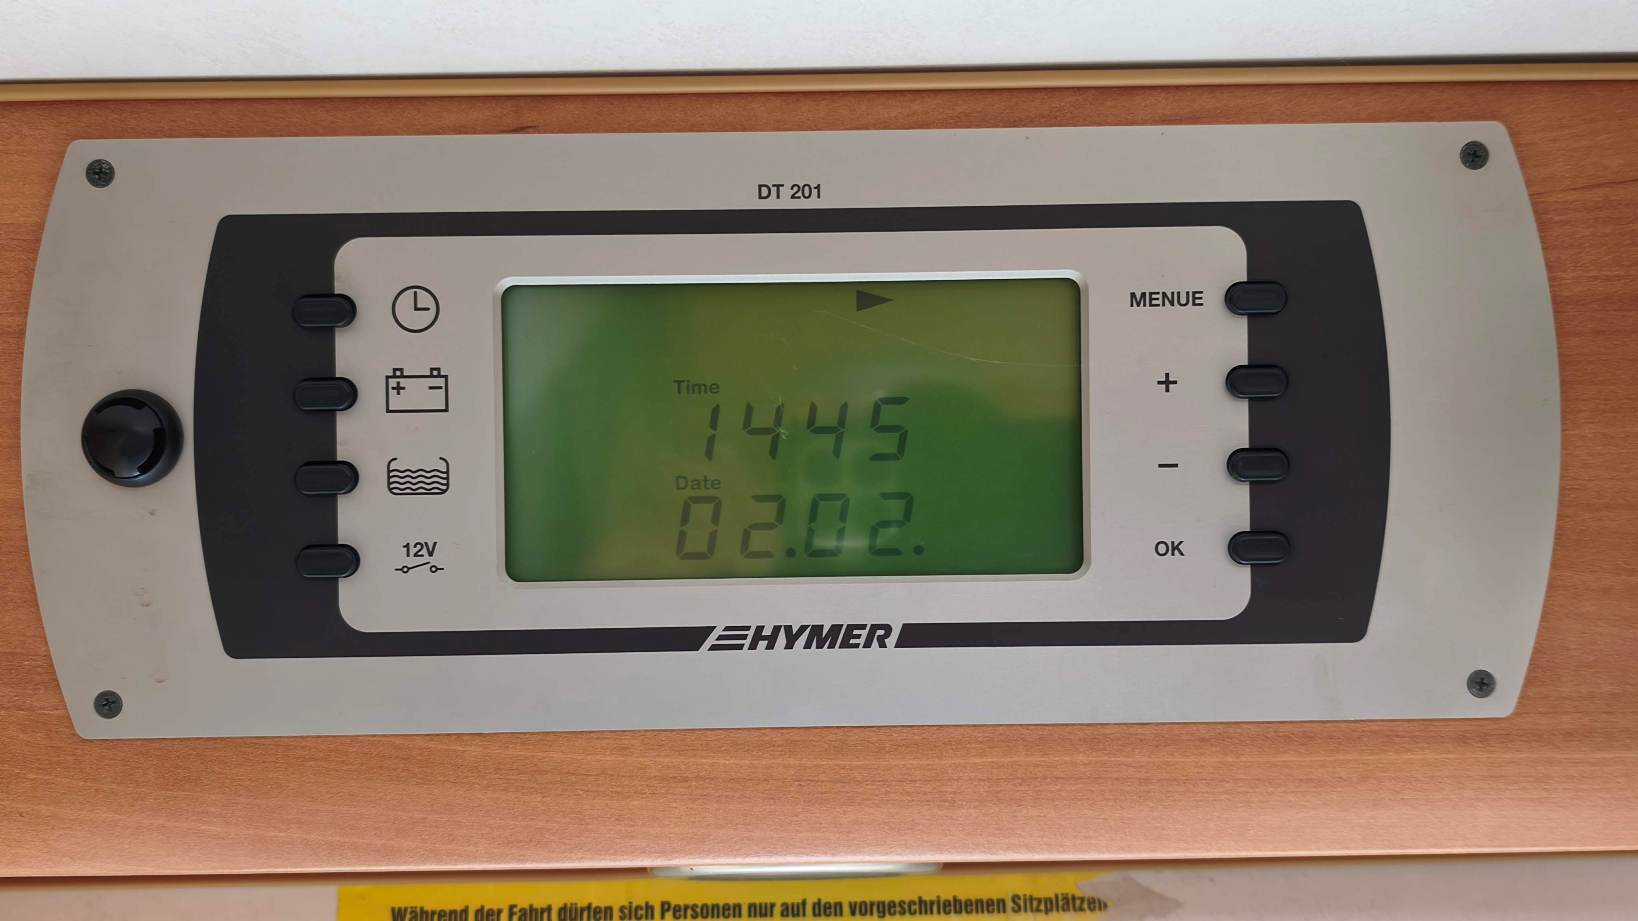 DT 201
MENUE
+
+ −
−
Time
1445
Date
02.02.
12V
OK
HYMER
Während der Fahrt dürfen sich Personen nur auf den vorgeschriebenen Sitzplätzen